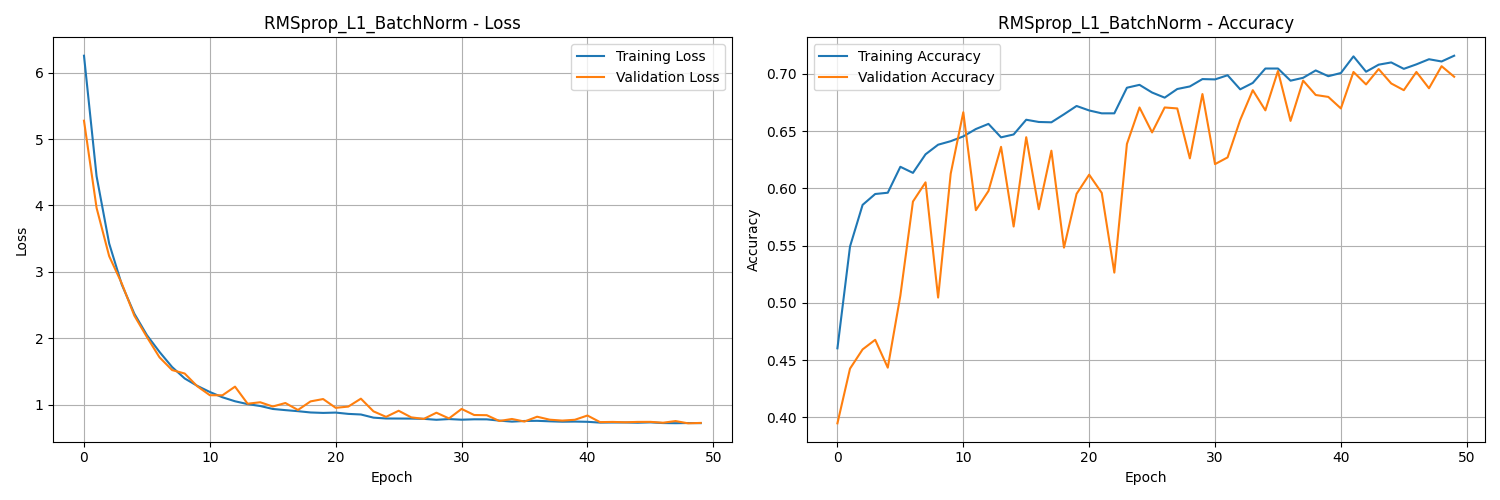 RMSprop_L1_BatchNorm - Loss
Training Loss
Validation Loss
6
5
4
3
2
1
Loss
0 10 20 30 40 50
Epoch
RMSprop_L1_BatchNorm - Accuracy
Training Accuracy
Validation Accuracy
0.70
0.65
0.60
0.55
0.50
0.45
0.40
Accuracy
0 10 20 30 40 50
Epoch